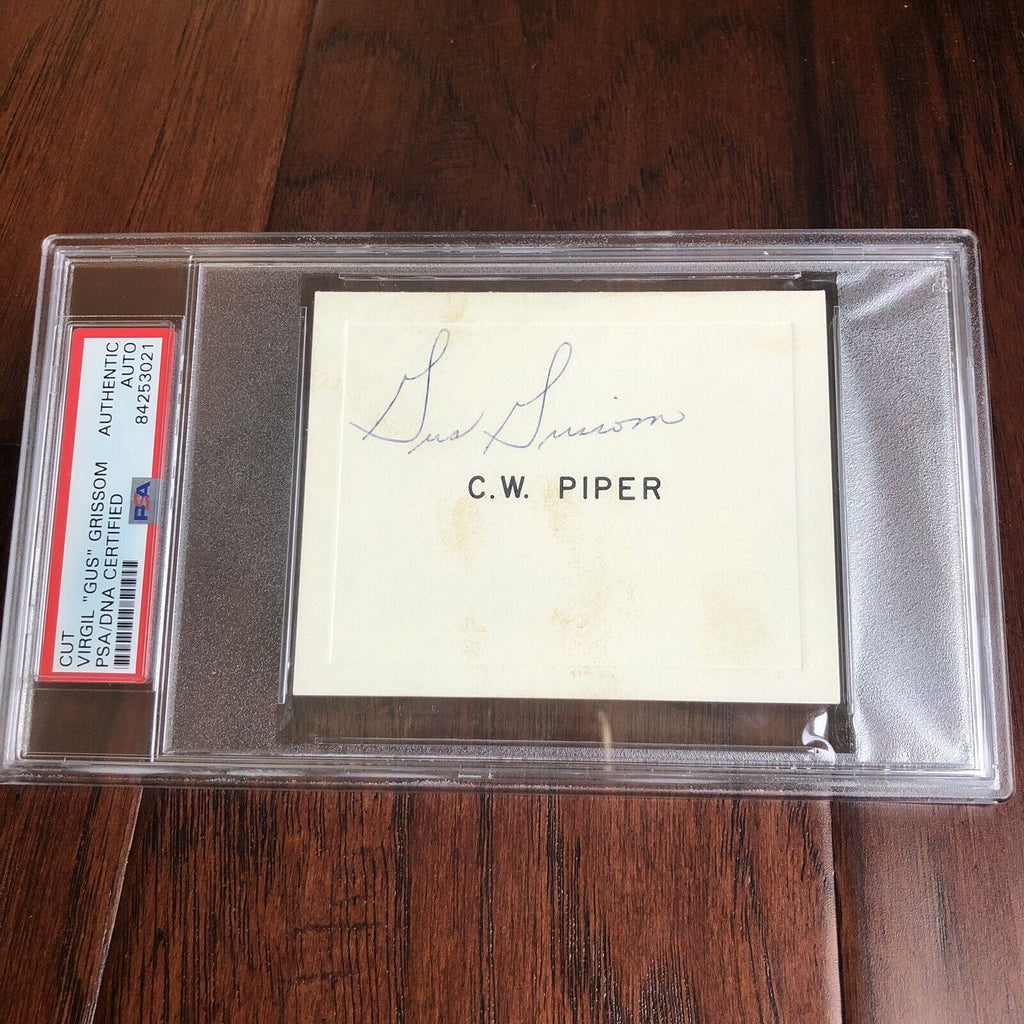 CUT
VIRGIL "GUS" GRISSOM
PSA/DNA CERTIFIED
AUTHENTIC
AUTO
84253021
PSA
Gus Grissom
C.W. PIPER